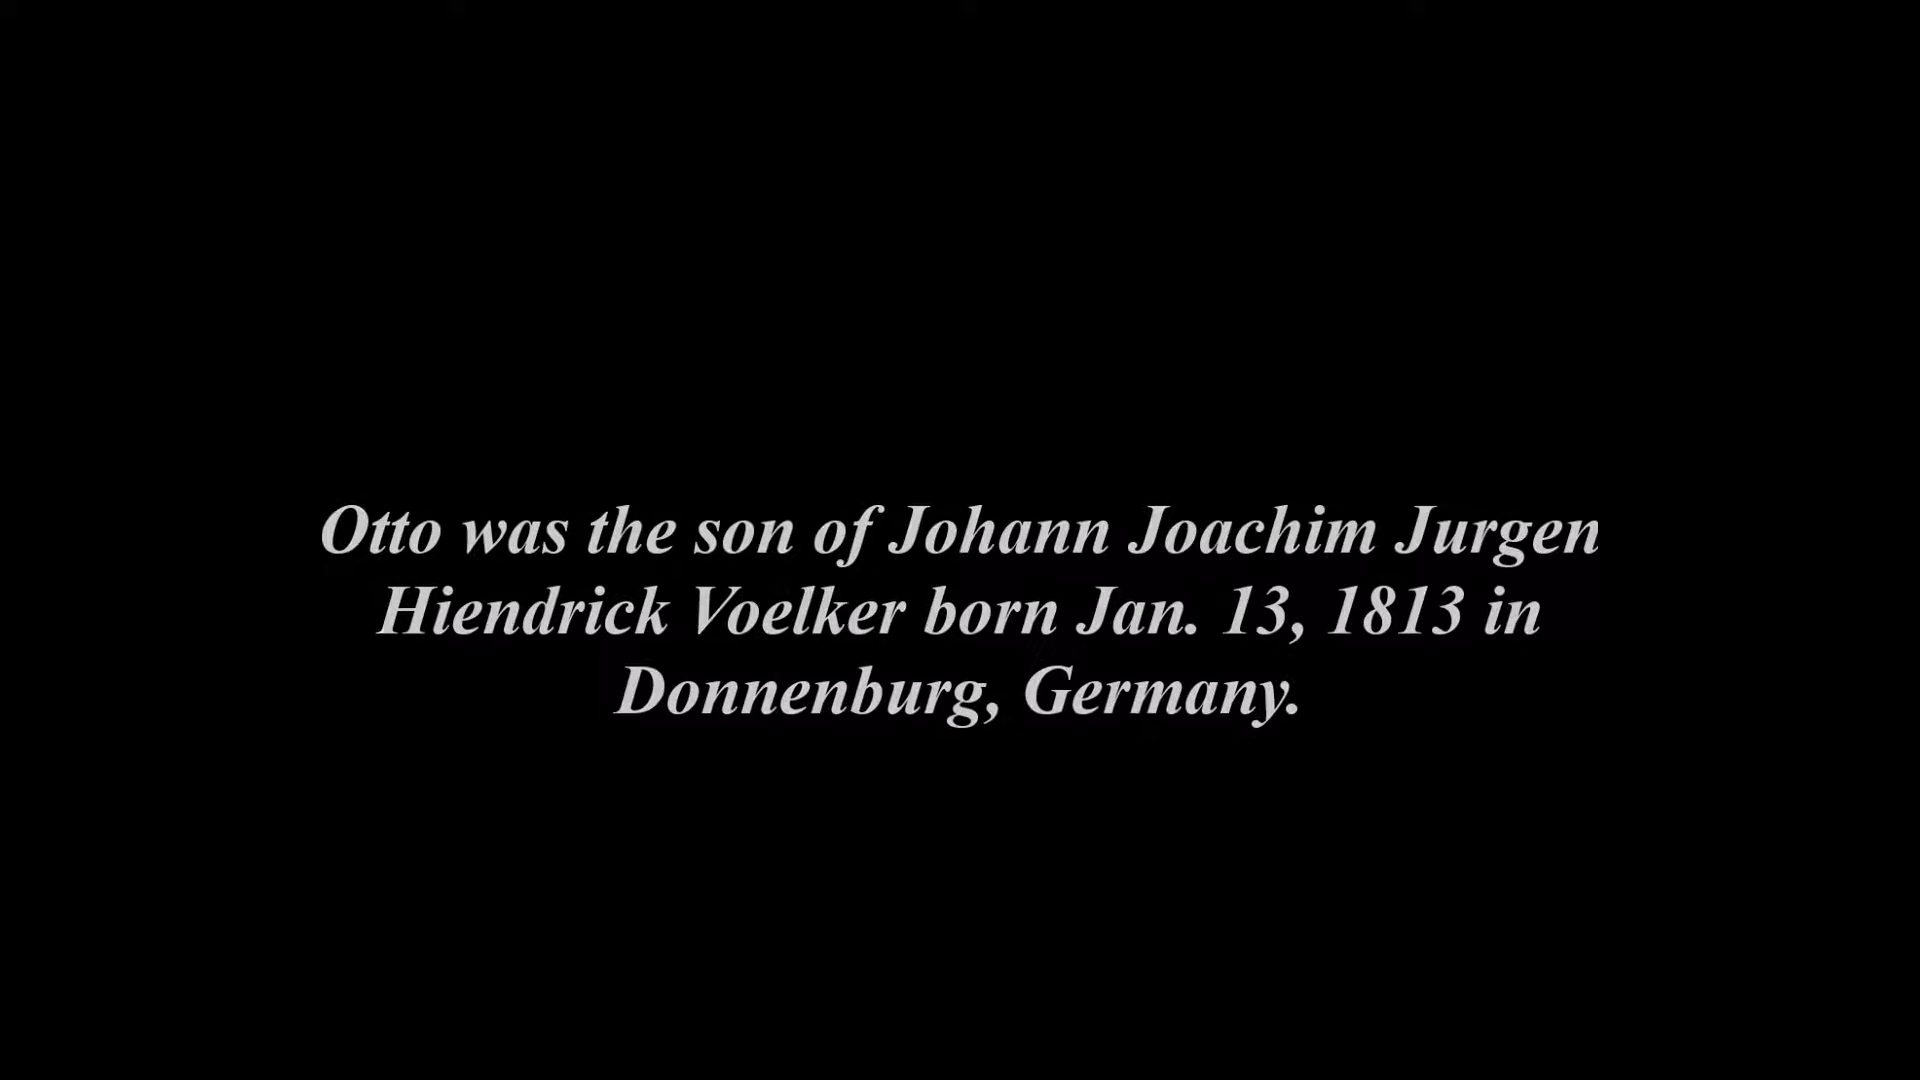 Otto was the son of Johann Joachim Jurgen
Hiendrick Voelker born Jan. 13, 1813 in
Donnenburg, Germany.